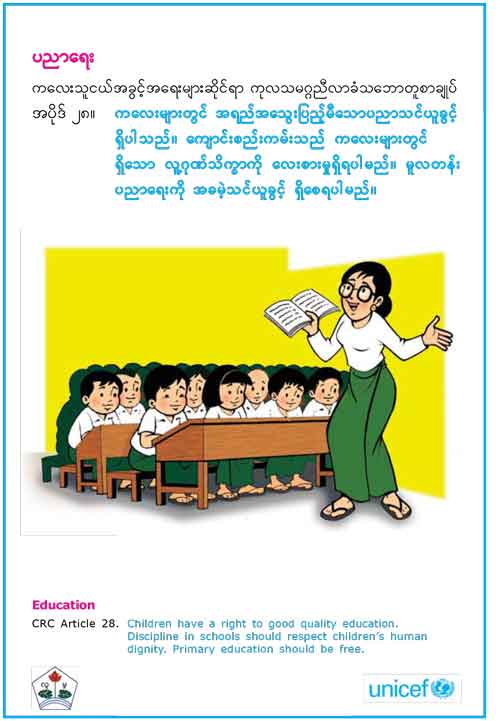 ပညာရေး
ကလေးသူငယ်အခွင့်အရေးများဆိုင်ရာ ကုလသမဂ္ဂညီလာခံသဘောတူစာချုပ်
အပိုဒ် ၂၈။ ကလေးများတွင် အရည်အသွေးပြည့်မီသောပညာသင်ယူခွင့်
ရှိပါသည်။ ကျောင်းစည်းကမ်းသည် ကလေးများတွင်
ရှိသော လူ့ဂုဏ်သိက္ခာကို လေးစားမှုရှိရပါမည်။ မူလတန်း
ပညာရေးကို အခမဲ့သင်ယူခွင့် ရှိစေရပါမည်။
Education
CRC Article 28. Children have a right to good quality education.
Discipline in schools should respect children's human
dignity. Primary education should be free.
unicef